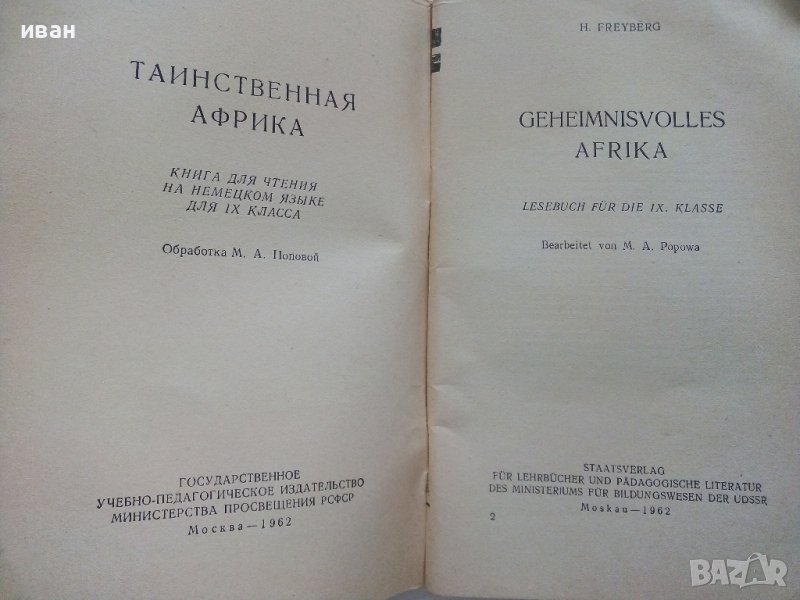 иван
ТАИНСТВЕННАЯ
АФРИКА
КНИГА ДЛЯ ЧТЕНИЯ
НА НЕМЕЦКОМ ЯЗЫКЕ
ДЛЯ IX КЛАССА
Обработка М. А. Поповой
ГОСУДАРСТВЕННОЕ
УЧЕБНО-ПЕДАГОГИЧЕСКОЕ ИЗДАТЕЛЬСТВО
МИНИСТЕРСТВА ПРОСВЕЩЕНИЯ РСФСР
Москва—1962
H. FREYBERG
GEHEIMNISVOLLES
AFRIKA
LESEBUCH FÜR DIE IX. KLASSE
Bearbeitet von M. A. Popowa
STAATSVERLAG
FÜR LEHRBÜCHER UND PÄDAGOGISCHE LITERATUR
DES MINISTERIUMS FÜR BILDUNGSWESEN DER UDSSR
Moskau—1962
2
BAZAR